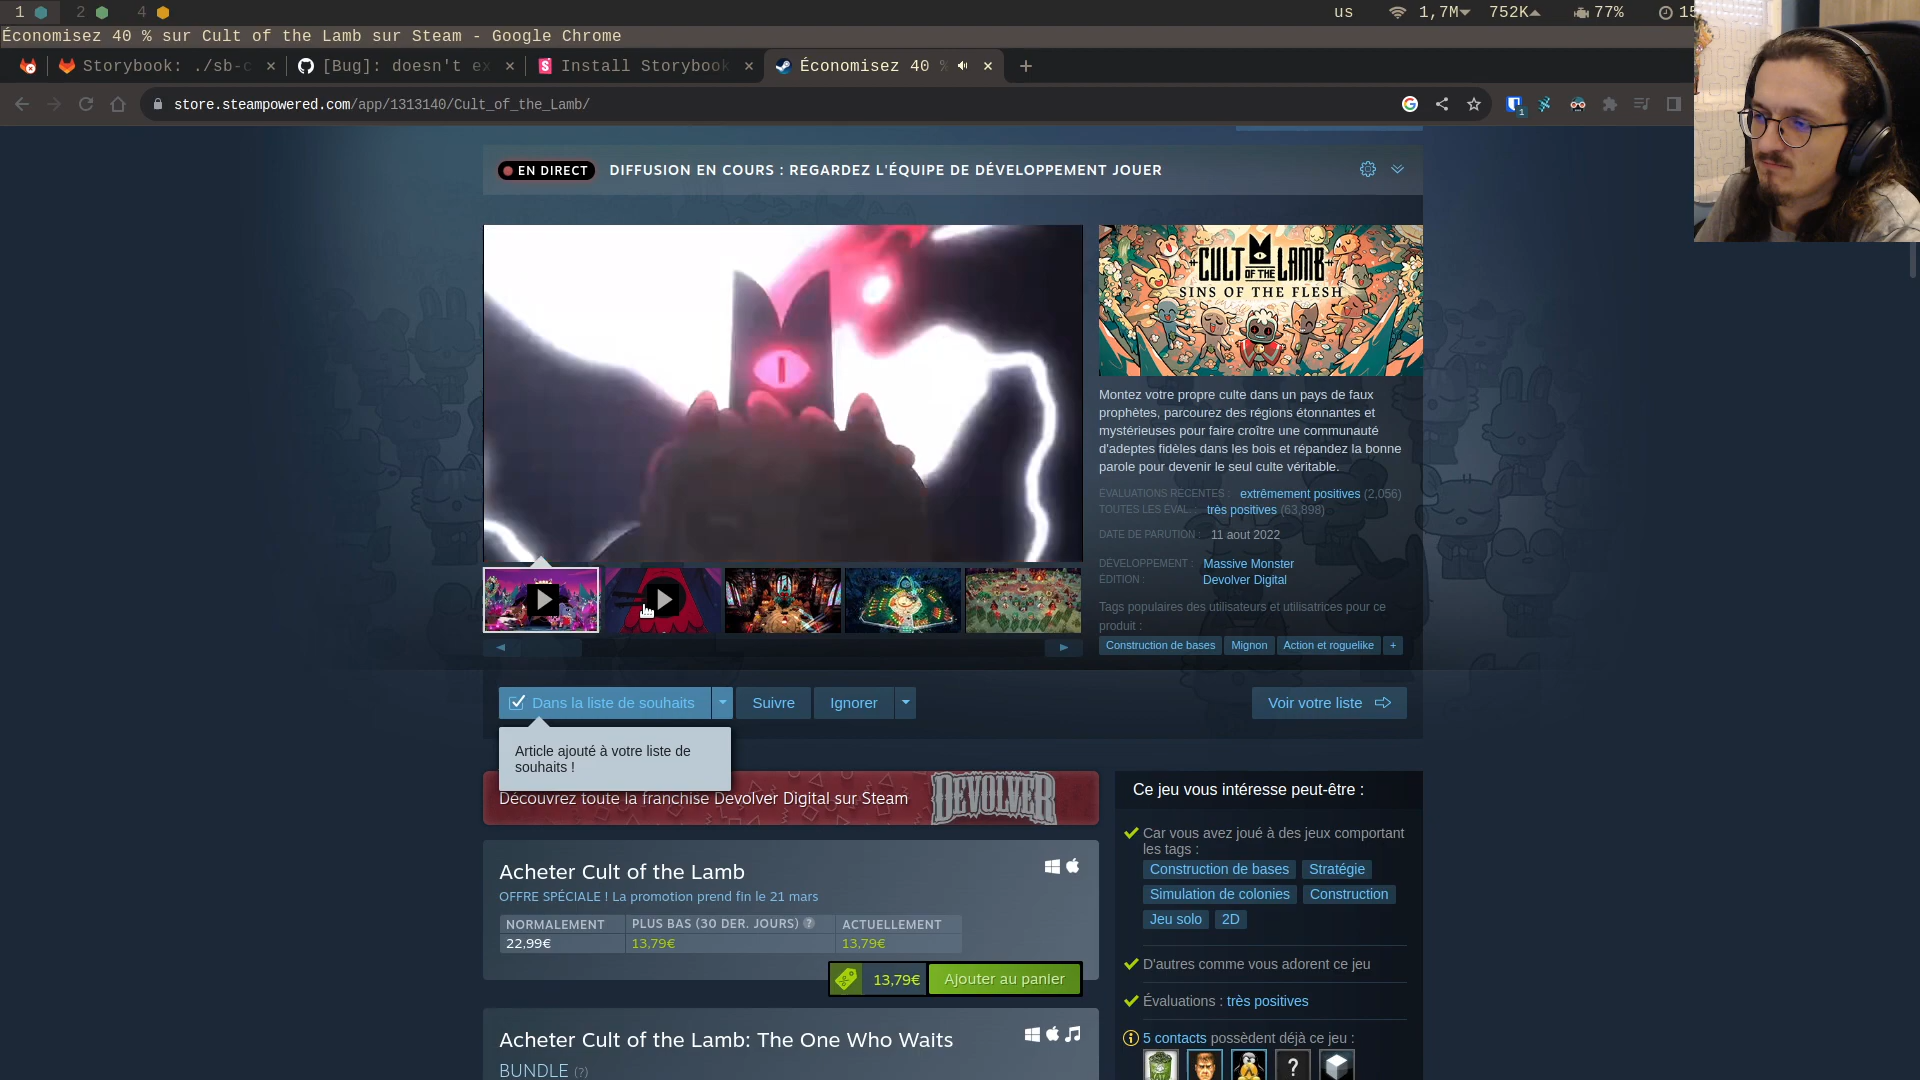 1 2 4 us 1,7M 752K 77% 15
Économisez 40 % sur Cult of the Lamb sur Steam - Google Chrome
Storybook: ./sb-c [Bug]: doesn't ex Install Storybook Économisez 40 %
store.steampowered.com/app/1313140/Cult_of_the_Lamb/
1
EN DIRECT DIFFUSION EN COURS : REGARDEZ L'ÉQUIPE DE DÉVELOPPEMENT JOUER
CULT OF THE LAMB
SINS OF THE FLESH
Montez votre propre culte dans un pays de faux
prophètes, parcourez des régions étonnantes et
mystérieuses pour faire croître une communauté
d'adeptes fidèles dans les bois et répandez la bonne
parole pour devenir le seul culte véritable.
ÉVALUATIONS RÉCENTES : extrêmement positives (2,056)
TOUTES LES ÉVAL. : très positives (63,898)
DATE DE PARUTION : 11 aout 2022
DÉVELOPPEMENT : Massive Monster
ÉDITION : Devolver Digital
Tags populaires des utilisateurs et utilisatrices pour ce
produit :
Construction de bases Mignon Action et roguelike +
Dans la liste de souhaits Suivre Ignorer Voir votre liste
Article ajouté à votre liste de
souhaits !
Découvrez toute la franchise Devolver Digital sur Steam DEVOLVER
Acheter Cult of the Lamb
OFFRE SPÉCIALE ! La promotion prend fin le 21 mars
NORMALEMENT PLUS BAS (30 DER. JOURS) ? ACTUELLEMENT
22,99€ 13,79€ 13,79€
13,79€ Ajouter au panier
Acheter Cult of the Lamb: The One Who Waits
BUNDLE (?)
Ce jeu vous intéresse peut-être :
Car vous avez joué à des jeux comportant
les tags :
Construction de bases Stratégie
Simulation de colonies Construction
Jeu solo 2D
D'autres comme vous adorent ce jeu
Évaluations : très positives
5 contacts possèdent déjà ce jeu :
?